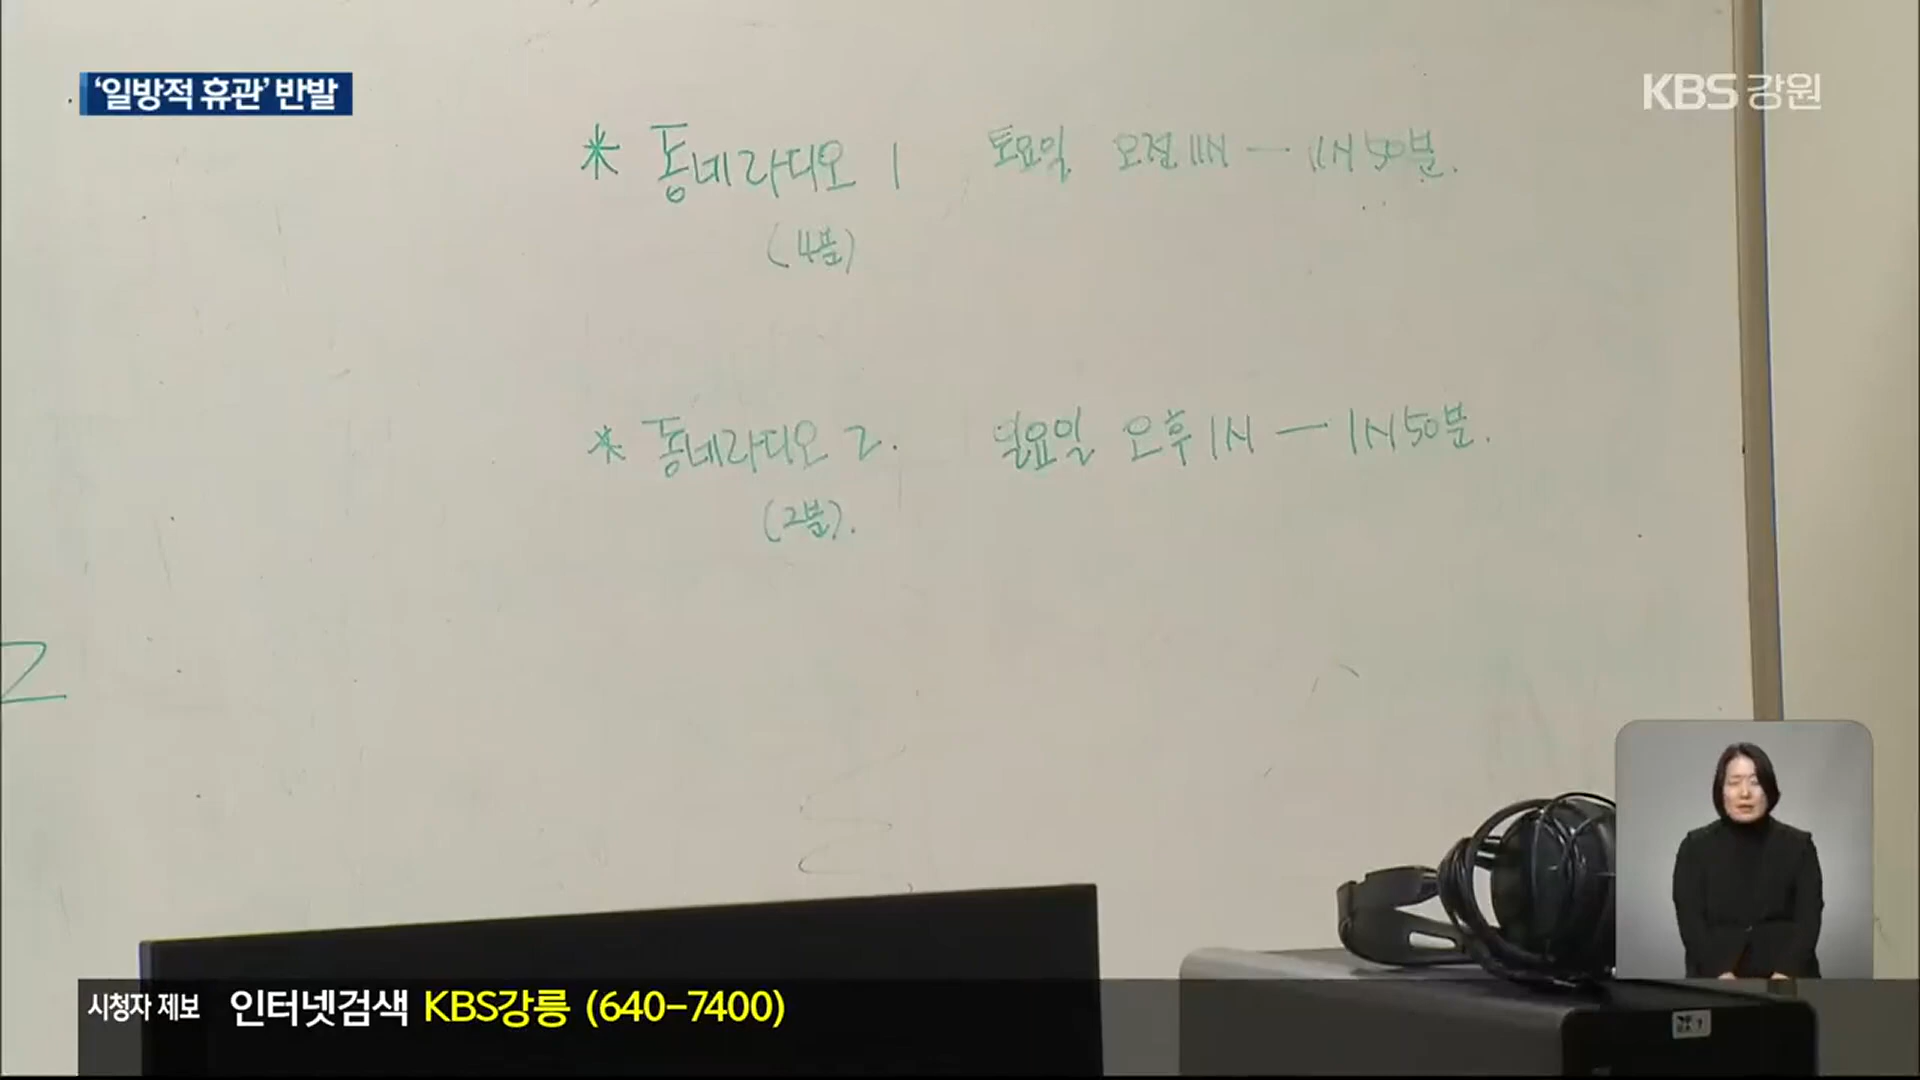 ‘일방적 휴관’ 반발
KBS 강원
* 동네라디오 1 토요일 오전 11시 — 11시 50분.
(4분)
* 동네라디오 2. 일요일 오후 1시 — 1시 50분.
(2분).
2
시청자 제보 인터넷검색 KBS강릉 (640-7400)